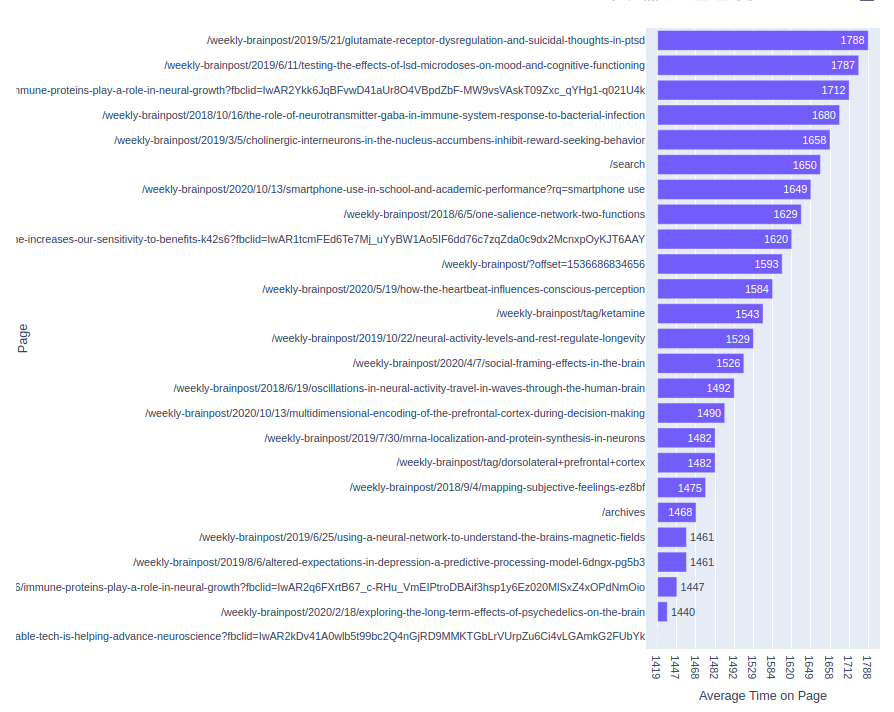 /weekly-brainpost/2019/5/21/glutamate-receptor-dysregulation-and-suicidal-thoughts-in-ptsd 1788
/weekly-brainpost/2019/6/11/testing-the-effects-of-lsd-microdoses-on-mood-and-cognitive-functioning 1787
nmune-proteins-play-a-role-in-neural-growth?fbclid=IwAR2Ykk6JqBFvwD41aUr8O4VBpdZbF-MW9vsVAskT09Zxc_qYHg1-q021U4k 1712
/weekly-brainpost/2018/10/16/the-role-of-neurotransmitter-gaba-in-immune-system-response-to-bacterial-infection 1680
/weekly-brainpost/2019/3/5/cholinergic-interneurons-in-the-nucleus-accumbens-inhibit-reward-seeking-behavior 1658
/search 1650
/weekly-brainpost/2020/10/13/smartphone-use-in-school-and-academic-performance?rq=smartphone use 1649
/weekly-brainpost/2018/6/5/one-salience-network-two-functions 1629
ne-increases-our-sensitivity-to-benefits-k42s6?fbclid=IwAR1tcmFEd6Te7Mj_uYyBW1Ao5IF6dd76c7zqZda0c9dx2McnxpOyKJT6AAY 1620
/weekly-brainpost/?offset=1536686834656 1593
/weekly-brainpost/2020/5/19/how-the-heartbeat-influences-conscious-perception 1584
/weekly-brainpost/tag/ketamine 1543
/weekly-brainpost/2019/10/22/neural-activity-levels-and-rest-regulate-longevity 1529
/weekly-brainpost/2020/4/7/social-framing-effects-in-the-brain 1526
/weekly-brainpost/2018/6/19/oscillations-in-neural-activity-travel-in-waves-through-the-human-brain 1492
/weekly-brainpost/2020/10/13/multidimensional-encoding-of-the-prefrontal-cortex-during-decision-making 1490
/weekly-brainpost/2019/7/30/mrna-localization-and-protein-synthesis-in-neurons 1482
/weekly-brainpost/tag/dorsolateral+prefrontal+cortex 1482
/weekly-brainpost/2018/9/4/mapping-subjective-feelings-ez8bf 1475
/archives 1468
/weekly-brainpost/2019/6/25/using-a-neural-network-to-understand-the-brains-magnetic-fields 1461
/weekly-brainpost/2019/8/6/altered-expectations-in-depression-a-predictive-processing-model-6dngx-pg5b3 1461
6/immune-proteins-play-a-role-in-neural-growth?fbclid=IwAR2q6FXrtB67_c-RHu_VmEIPtroDBAif3hsp1y6Ez020MlSxZ4xOPdNmOio 1447
/weekly-brainpost/2020/2/18/exploring-the-long-term-effects-of-psychedelics-on-the-brain 1440
able-tech-is-helping-advance-neuroscience?fbclid=IwAR2kDv41A0wlb5t99bc2Q4nGjRD9MMKTGbLrVUrpZu6Ci4vLGAmkG2FUbYk
Page
1419 1447 1468 1482 1492 1529 1584 1620 1649 1658 1712 1788
Average Time on Page